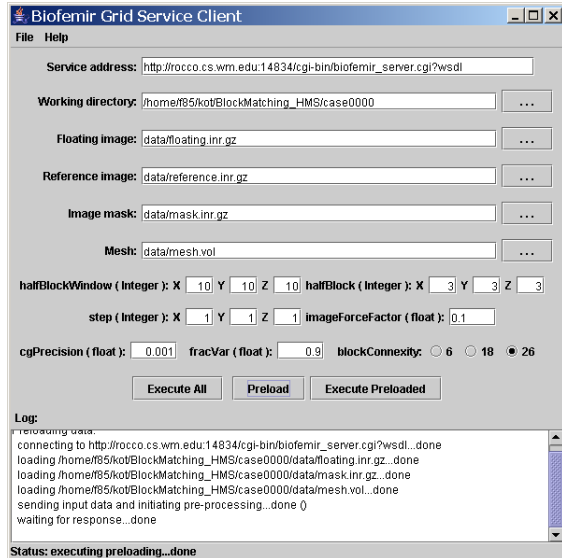 Biofemir Grid Service Client
File Help
Service address: http://rocco.cs.wm.edu:14834/cgi-bin/biofemir_server.cgi?wsdl
Working directory: /home/f85/kot/BlockMatching_HMS/case0000 ...
Floating image: data/floating.inr.gz ...
Reference image: data/reference.inr.gz ...
Image mask: data/mask.inr.gz ...
Mesh: data/mesh.vol ...
halfBlockWindow ( Integer ): X 10 Y 10 Z 10 halfBlock ( Integer ): X 3 Y 3 Z 3
step ( Integer ): X 1 Y 1 Z 1 imageForceFactor ( float ): 0.1
cgPrecision ( float ): 0.001 fracVar ( float ): 0.9 blockConnexity: 6 18 26
Execute All Preload Execute Preloaded
Log:
Preloading data:
connecting to http://rocco.cs.wm.edu:14834/cgi-bin/biofemir_server.cgi?wsdl...done
loading /home/f85/kot/BlockMatching_HMS/case0000/data/floating.inr.gz...done
loading /home/f85/kot/BlockMatching_HMS/case0000/data/mask.inr.gz...done
loading /home/f85/kot/BlockMatching_HMS/case0000/data/mesh.vol...done
sending input data and initiating pre-processing...done ()
waiting for response...done
Status: executing preloading...done